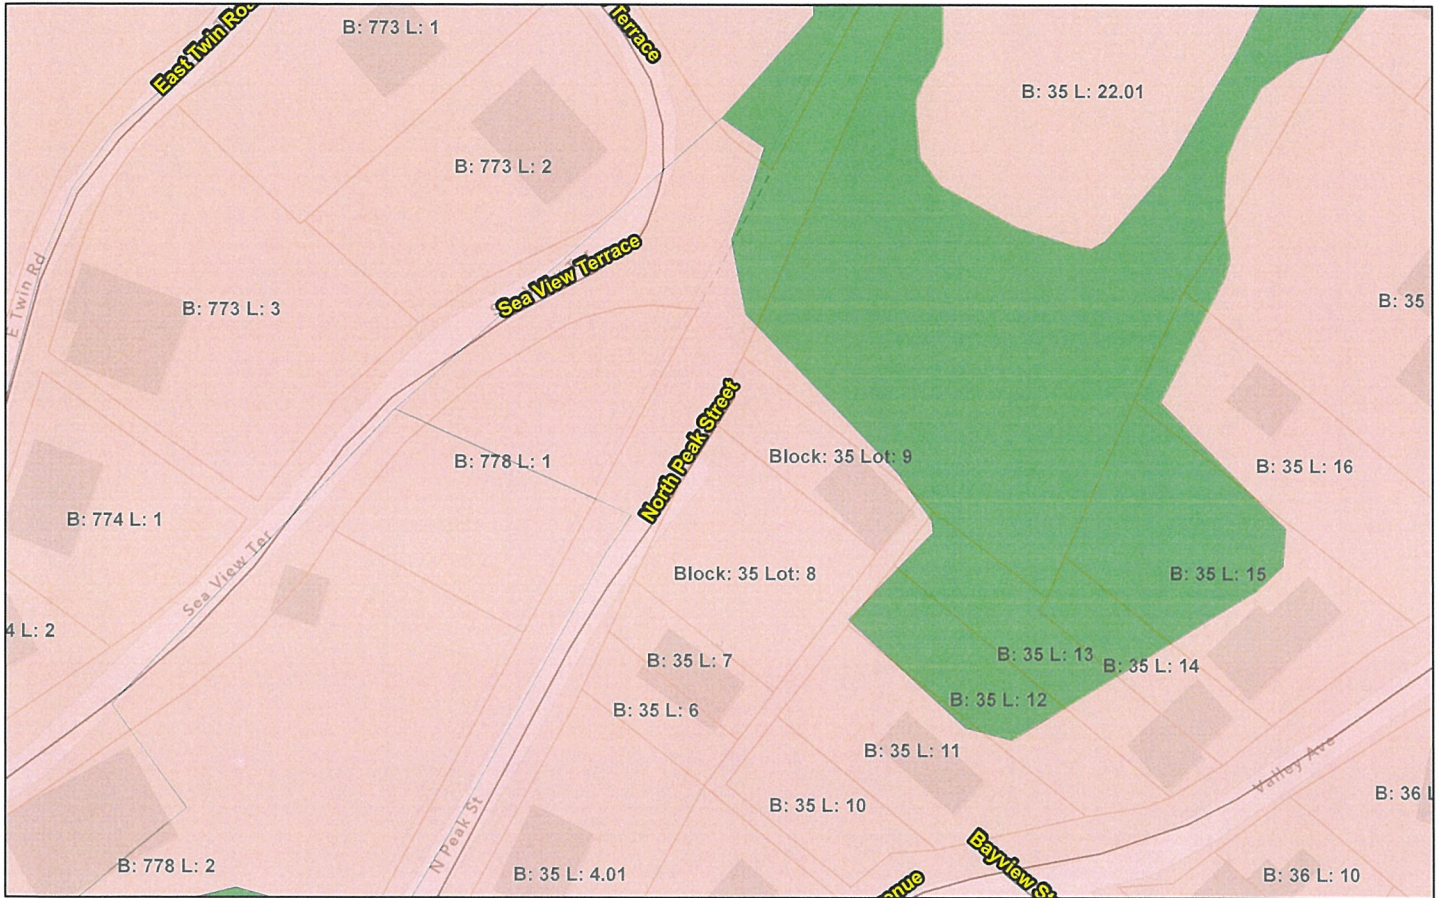 East Twin Roa
Terrace
B: 773 L: 1
B: 35 L: 22.01
B: 773 L: 2
Sea View Terrace
E Twin Rd
B: 773 L: 3
B: 35
North Peak Street
Block: 35 Lot: 9
B: 778 L: 1
B: 35 L: 16
B: 774 L: 1
Sea View Ter
Block: 35 Lot: 8
B: 35 L: 15
4 L: 2
B: 35 L: 7
B: 35 L: 13
B: 35 L: 14
B: 35 L: 12
B: 35 L: 6
B: 35 L: 11
Valley Ave
B: 36 L
B: 35 L: 10
N Peak St
B: 778 L: 2
B: 35 L: 4.01
enue
Bayview St
B: 36 L: 10